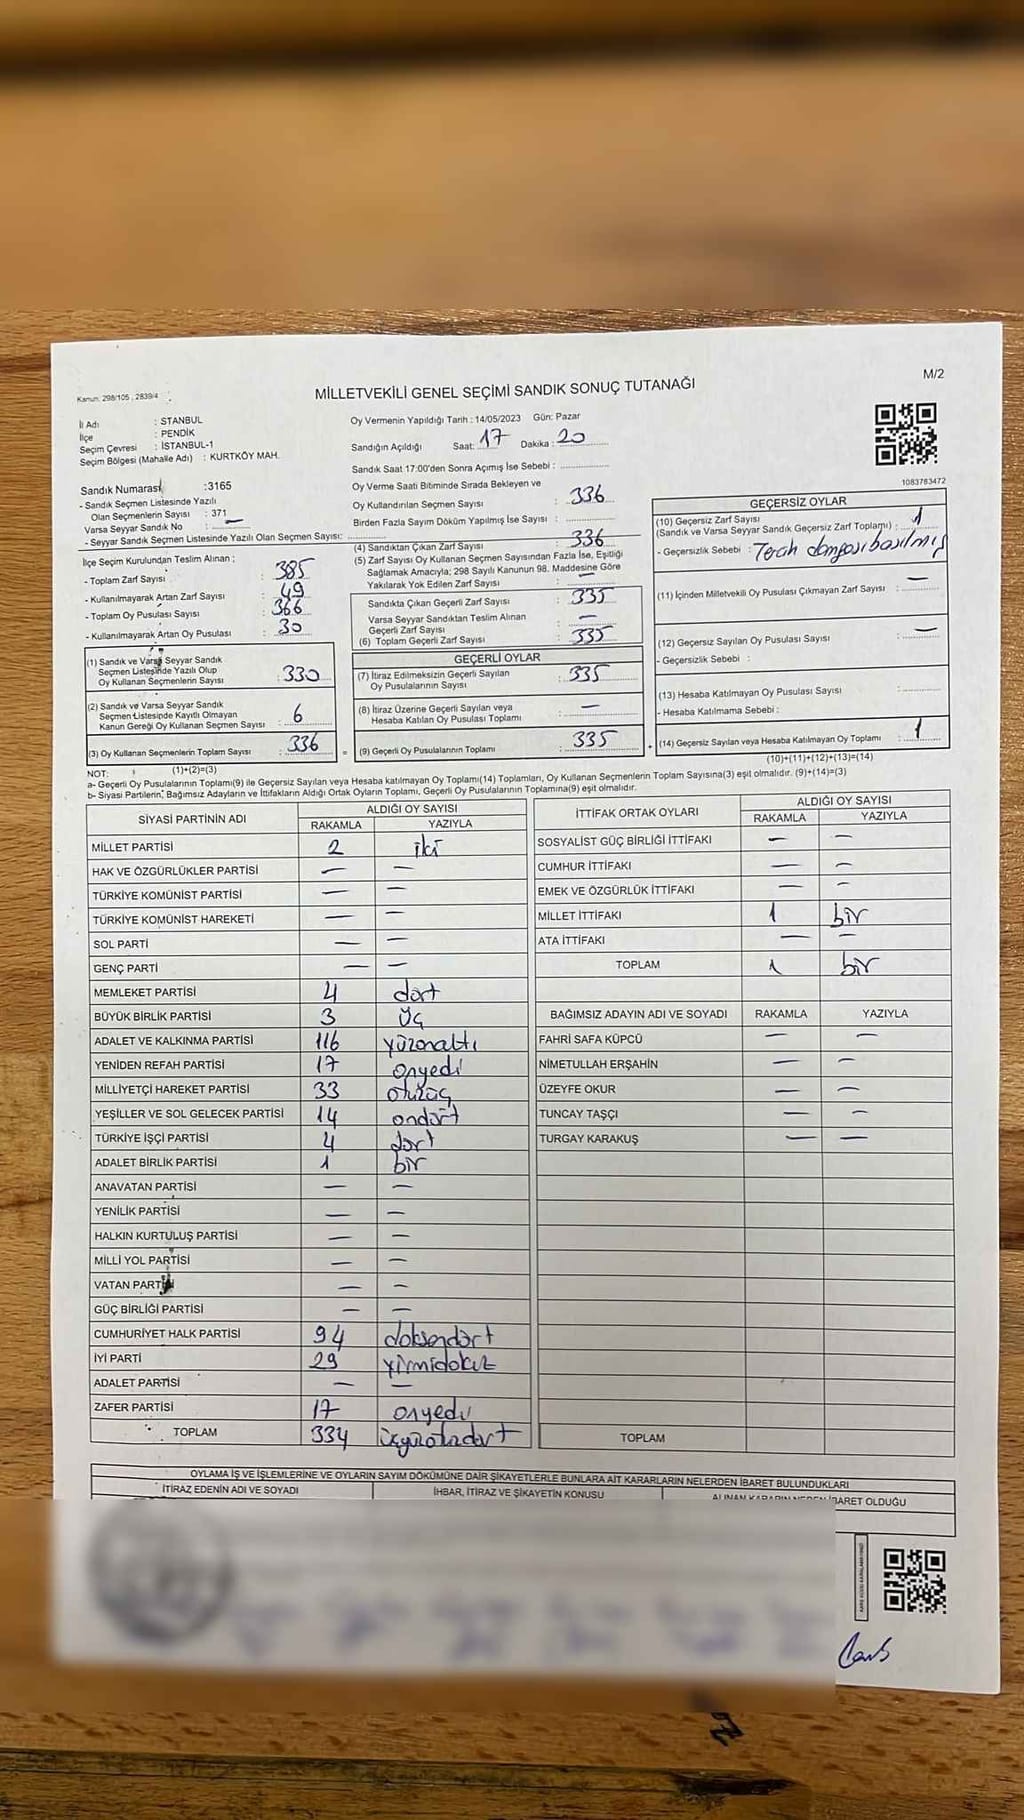 M/2
Kanun: 298/105 , 2839/4
MİLLETVEKİLİ GENEL SEÇİMİ SANDIK SONUÇ TUTANAĞI
İl Adı : STANBUL
İlçe : PENDİK
Seçim Çevresi : İSTANBUL-1
Seçim Bölgesi (Mahalle Adı) : KURTKÖY MAH.
Sandık Numarası :3165
- Sandık Seçmen Listesinde Yazılı
Olan Seçmenlerin Sayısı : 371
Varsa Seyyar Sandık No : —
- Seyyar Sandık Seçmen Listesinde Yazılı Olan Seçmen Sayısı:
Oy Vermenin Yapıldığı Tarih : 14/05/2023 Gün: Pazar
Sandığın Açıldığı Saat: 17 Dakika : 20
Sandık Saat 17:00'den Sonra Açımış İse Sebebi :
Oy Verme Saati Bitiminde Sırada Bekleyen ve
Oy Kullandırılan Seçmen Sayısı : 336
Birden Fazla Sayım Döküm Yapılmış İse Sayısı :
1083783472
İlçe Seçim Kurulundan Teslim Alınan ;
- Toplam Zarf Sayısı : 385
- Kullanılmayarak Artan Zarf Sayısı : 49
- Toplam Oy Pusulası Sayısı : 366
- Kullanılmayarak Artan Oy Pusulası : 30
(1) Sandık ve Varsa Seyyar Sandık
Seçmen Listesinde Yazılı Olup
Oy Kullanan Seçmenlerin Sayısı : 330
(2) Sandık ve Varsa Seyyar Sandık
Seçmen Listesinde Kayıtlı Olmayan
Kanun Gereği Oy Kullanan Seçmen Sayısı : 6
(3) Oy Kullanan Seçmenlerin Toplam Sayısı : 336
(4) Sandıktan Çıkan Zarf Sayısı : 336
(5) Zarf Sayısı Oy Kullanan Seçmen Sayısından Fazla İse, Eşitliği
Sağlamak Amacıyla; 298 Sayılı Kanunun 98. Maddesine Göre
Yakılarak Yok Edilen Zarf Sayısı : —
Sandıkta Çıkan Geçerli Zarf Sayısı : 335
Varsa Seyyar Sandıktan Teslim Alınan
Geçerli Zarf Sayısı : —
(6) Toplam Geçerli Zarf Sayısı : 335
GEÇERLİ OYLAR
(7) İtiraz Edilmeksizin Geçerli Sayılan
Oy Pusulalarının Sayısı : 335
(8) İtiraz Üzerine Geçerli Sayılan veya
Hesaba Katılan Oy Pusulası Toplamı : —
= (9) Geçerli Oy Pusulalarının Toplamı : 335 +
GEÇERSİZ OYLAR
(10) Geçersiz Zarf Sayısı
(Sandık ve Varsa Seyyar Sandık Geçersiz Zarf Toplamı) : 1
- Geçersizlik Sebebi : Tercih damgası basılmış
(11) İçinden Milletvekili Oy Pusulası Çıkmayan Zarf Sayısı : —
(12) Geçersiz Sayılan Oy Pusulası Sayısı : —
- Geçersizlik Sebebi :
(13) Hesaba Katılmayan Oy Pusulası Sayısı :
- Hesaba Katılmama Sebebi :
(14) Geçersiz Sayılan veya Hesaba Katılmayan Oy Toplamı : 1
(10)+(11)+(12)+(13)=(14)
NOT: (1)+(2)=(3)
a- Geçerli Oy Pusulalarının Toplamı(9) ile Geçersiz Sayılan veya Hesaba katılmayan Oy Toplamı(14) Toplamları, Oy Kullanan Seçmenlerin Toplam Sayısına(3) eşit olmalıdır. (9)+(14)=(3)
b- Siyasi Partilerin, Bağımsız Adayların ve İttifakların Aldığı Ortak Oyların Toplamı, Geçerli Oy Pusulalarının Toplamına(9) eşit olmalıdır.
SİYASİ PARTİNİN ADI ALDIĞI OY SAYISI
RAKAMLA YAZIYLA
MİLLET PARTİSİ 2 iki
HAK VE ÖZGÜRLÜKLER PARTİSİ — —
TÜRKİYE KOMÜNİST PARTİSİ — —
TÜRKİYE KOMÜNİST HAREKETİ — —
SOL PARTİ — —
GENÇ PARTİ — —
MEMLEKET PARTİSİ 4 dört
BÜYÜK BİRLİK PARTİSİ 3 Üç
ADALET VE KALKINMA PARTİSİ 116 yüzonaltı
YENİDEN REFAH PARTİSİ 17 onyedi
MİLLİYETÇİ HAREKET PARTİSİ 33 otuzüç
YEŞİLLER VE SOL GELECEK PARTİSİ 14 ondört
TÜRKİYE İŞÇİ PARTİSİ 4 dört
ADALET BİRLİK PARTİSİ 1 bir
ANAVATAN PARTİSİ — —
YENİLİK PARTİSİ — —
HALKIN KURTULUŞ PARTİSİ — —
MİLLİ YOL PARTİSİ — —
VATAN PARTİSİ — —
GÜÇ BİRLİĞİ PARTİSİ — —
CUMHURİYET HALK PARTİSİ 94 doksandört
İYİ PARTİ 29 yirmidokuz
ADALET PARTİSİ — —
ZAFER PARTİSİ 17 onyedi
TOPLAM 334 üçyüzotuzdört
İTTİFAK ORTAK OYLARI ALDIĞI OY SAYISI
RAKAMLA YAZIYLA
SOSYALİST GÜÇ BİRLİĞİ İTTİFAKI — —
CUMHUR İTTİFAKI — —
EMEK VE ÖZGÜRLÜK İTTİFAKI — —
MİLLET İTTİFAKI 1 bir
ATA İTTİFAKI — —
TOPLAM 1 bir
BAĞIMSIZ ADAYIN ADI VE SOYADI RAKAMLA YAZIYLA
FAHRİ SAFA KÜPCÜ — —
NİMETULLAH ERŞAHİN — —
ÜZEYFE OKUR — —
TUNCAY TAŞÇI — —
TURGAY KARAKUŞ — —
TOPLAM
OYLAMA İŞ VE İŞLEMLERİNE VE OYLARIN SAYIM DÖKÜMÜNE DAİR ŞİKAYETLERLE BUNLARA AİT KARARLARIN NELERDEN İBARET BULUNDUKLARI
İTİRAZ EDENİN ADI VE SOYADI İHBAR, İTİRAZ VE ŞİKAYETİN KONUSU ALINAN KARARIN NEDEN İBARET OLDUĞU